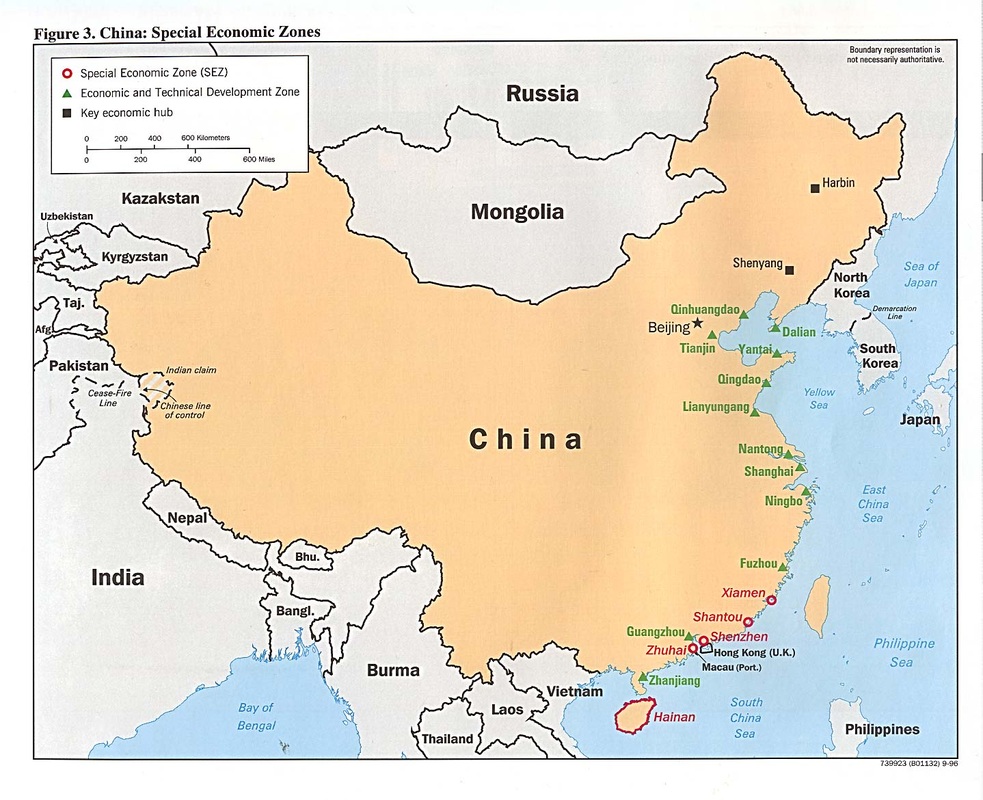 Figure 3. China: Special Economic Zones
Boundary representation is
not necessarily authoritative.
Special Economic Zone (SEZ)
Economic and Technical Development Zone
Key economic hub
0 200 400 600 Kilometers
0 200 400 600 Miles
Russia
Kazakstan
Mongolia
Harbin
Uzbekistan
Kyrgyzstan
Shenyang
North
Korea
Sea of
Japan
Taj.
Afg.
Qinhuangdao
Beijing
Dalian
Demarcation
Line
Tianjin
Yantai
South
Korea
Pakistan
Indian claim
Cease-Fire
Line
Chinese line
of control
Qingdao
Yellow
Sea
Lianyungang
Japan
China
Nantong
Shanghai
Ningbo
East
China
Sea
Nepal
Bhu.
India
Fuzhou
Xiamen
Bangl.
Shantou
Guangzhou
Shenzhen
Zhuhai
Hong Kong (U.K.)
Macau (Port.)
Philippine
Sea
Burma
Zhanjiang
Vietnam
Laos
Hainan
Bay of
Bengal
South
China
Sea
Thailand
Philippines
739923 (B01132) 9-96